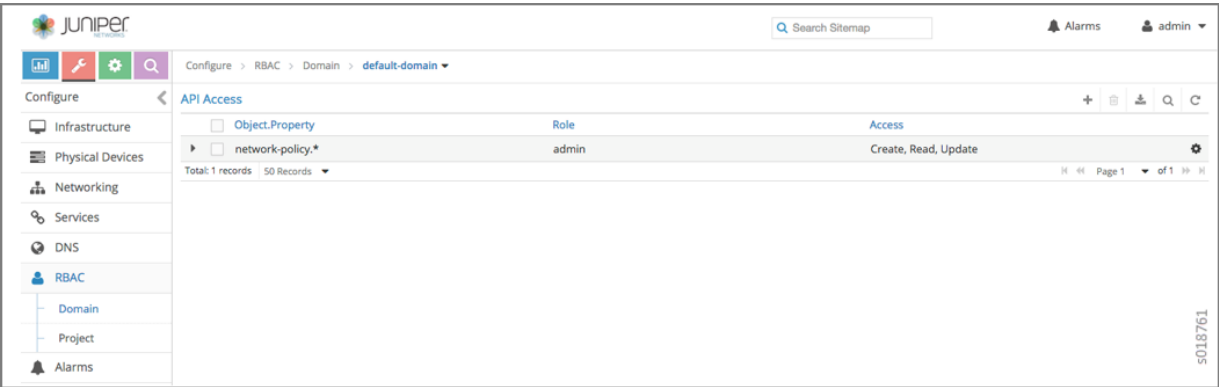 JUNIPER
NETWORKS
Search Sitemap
Alarms
admin
Configure > RBAC > Domain > default-domain
Configure
API Access
Infrastructure
Physical Devices
Networking
Services
DNS
RBAC
Domain
Project
Alarms
Object.Property Role Access
network-policy.* admin Create, Read, Update
Total: 1 records 50 Records Page 1 of 1
s018761